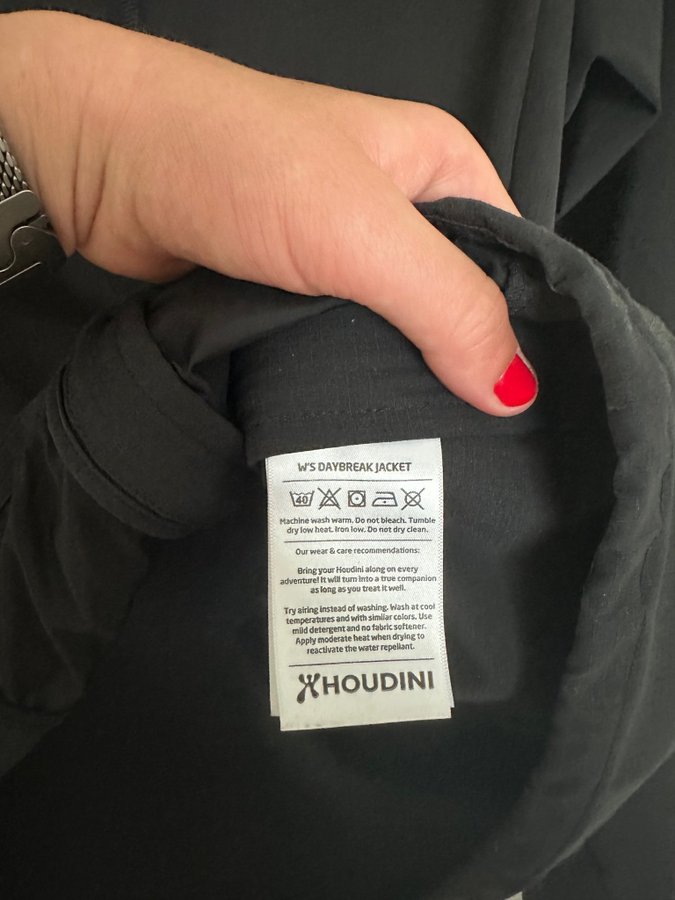 W'S DAYBREAK JACKET
40
Machine wash warm. Do not bleach. Tumble
dry low heat. Iron low. Do not dry clean.
Our wear & care recommendations:
Bring your Houdini along on every
adventure! It will turn into a true companion
as long as you treat it well.
Try airing instead of washing. Wash at cool
temperatures and with similar colors. Use
mild detergent and no fabric softener.
Apply moderate heat when drying to
reactivate the water repellant.
HOUDINI